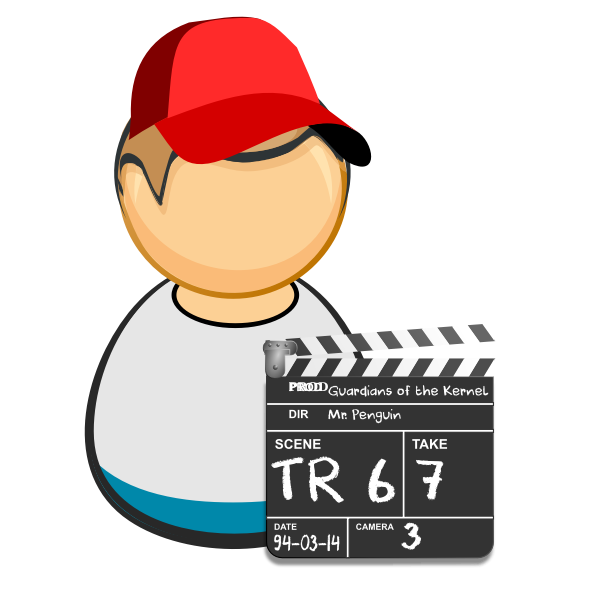 PROD Guardians of the Kernel
DIR Mr. Penguin
SCENE TAKE
TR 6 7
DATE CAMERA 3
94-03-14